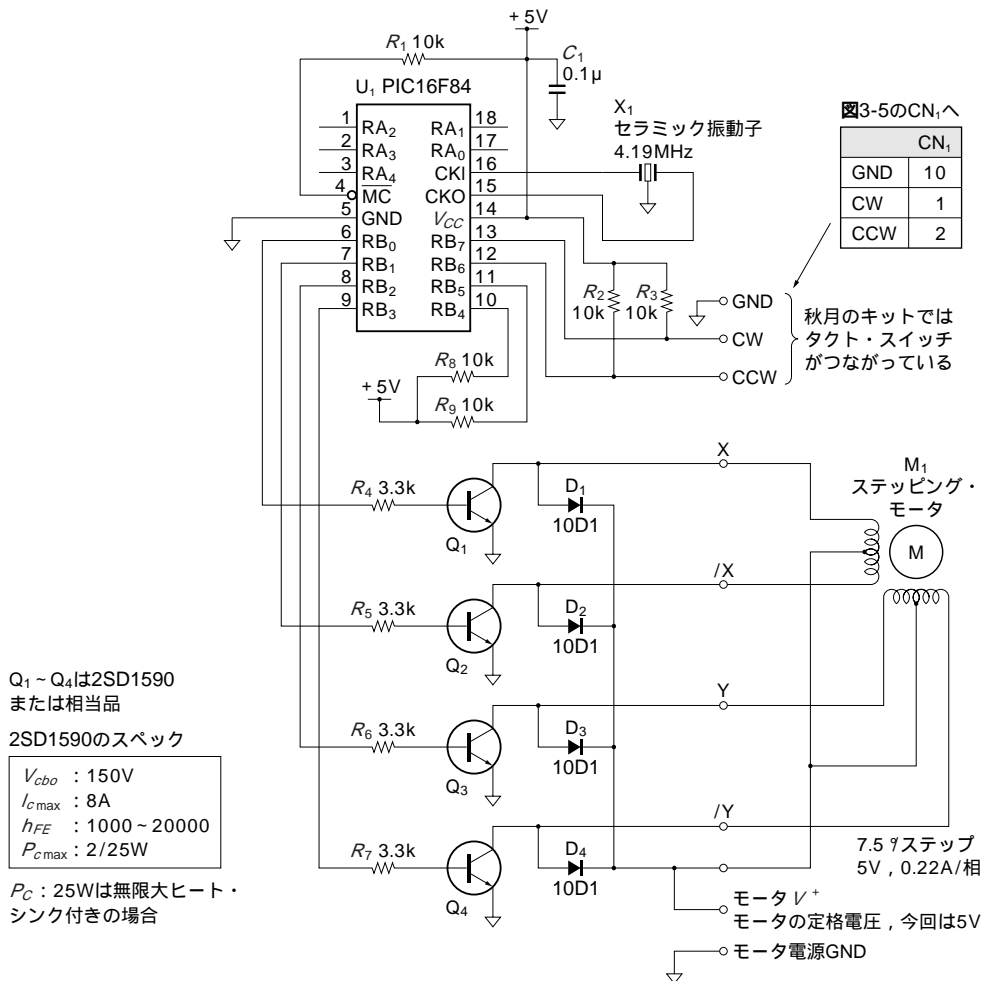 +5V
R1 10k
C1
0.1μ
U1 PIC16F84
X1
セラミック振動子
4.19MHz
図3-5のCN1へ
CN1
GND 10
CW 1
CCW 2
1 RA2 RA1 18
2 RA3 RA0 17
3 RA4 CKI 16
4 MC CKO 15
5 GND VCC 14
6 RB0 RB7 13
7 RB1 RB6 12
8 RB2 RB5 11
9 RB3 RB4 10
R2
10k
R3
10k
GND
CW
CCW
秋月のキットでは
タクト・スイッチ
がつながっている
R8 10k
+5V
R9 10k
X
M1
ステッピング・
モータ
M
R4 3.3k
Q1
D1
10D1
/X
R5 3.3k
Q2
D2
10D1
Y
R6 3.3k
Q3
D3
10D1
/Y
R7 3.3k
Q4
D4
10D1
7.5°/ステップ
5V,0.22A/相
モータV+
モータの定格電圧,今回は5V
モータ電源GND
Q1~Q4は2SD1590
または相当品
2SD1590のスペック
Vcbo :150V
Icmax :8A
hFE :1000~20000
Pcmax :2/25W
PC:25Wは無限大ヒート・
シンク付きの場合